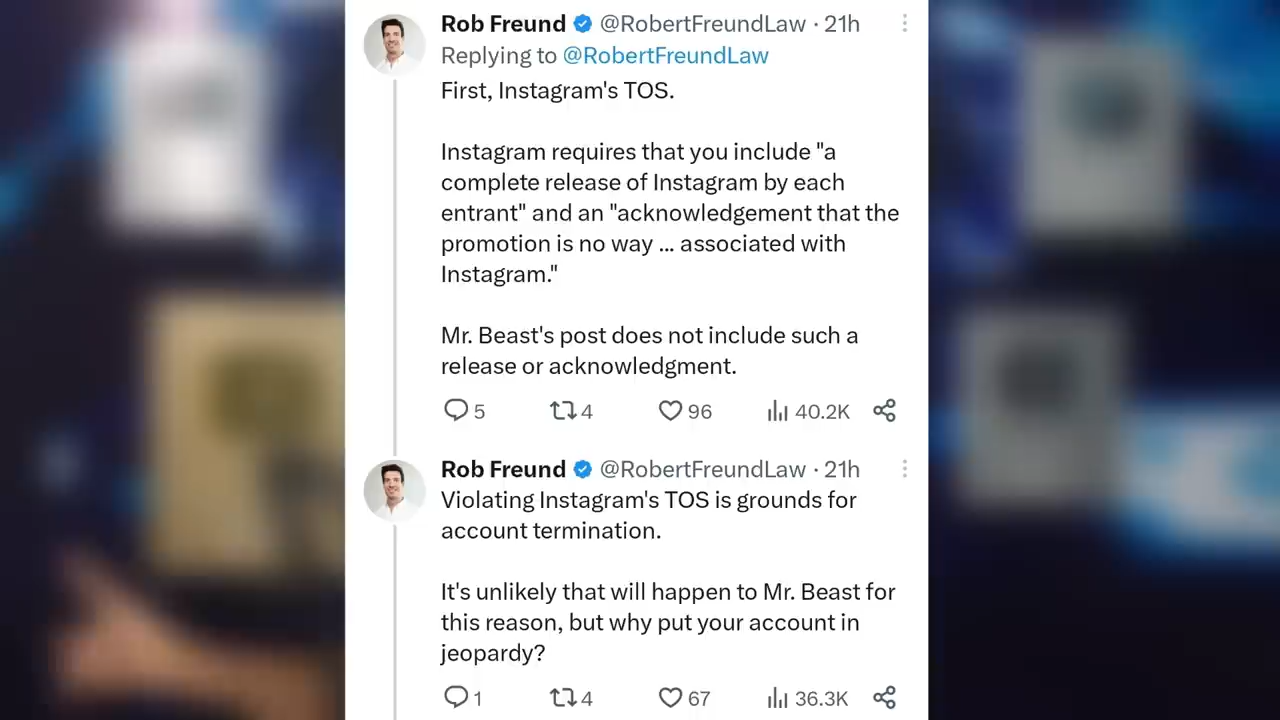 Rob Freund @RobertFreundLaw · 21h
Replying to @RobertFreundLaw
First, Instagram's TOS.
Instagram requires that you include "a
complete release of Instagram by each
entrant" and an "acknowledgement that the
promotion is no way ... associated with
Instagram."
Mr. Beast's post does not include such a
release or acknowledgment.
5 4 96 40.2K
Rob Freund @RobertFreundLaw · 21h
Violating Instagram's TOS is grounds for
account termination.
It's unlikely that will happen to Mr. Beast for
this reason, but why put your account in
jeopardy?
1 4 67 36.3K